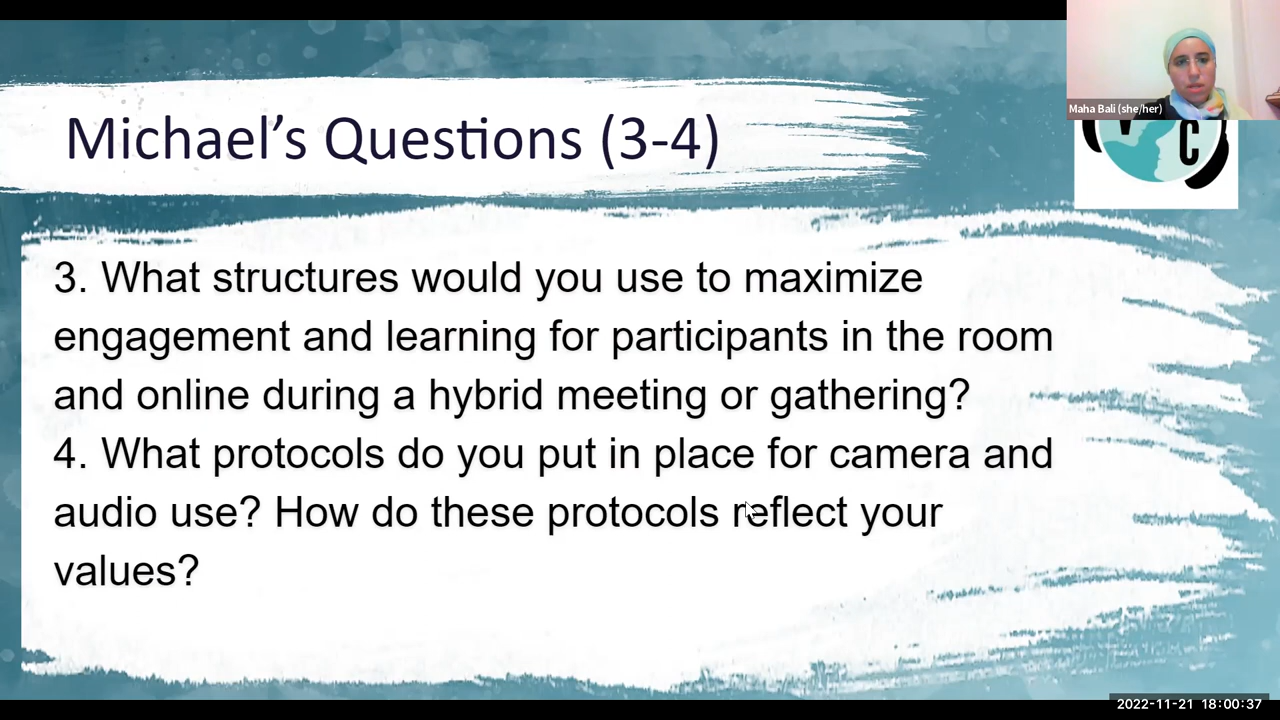 Maha Bali (she/her)
Michael's Questions (3-4)
C
3. What structures would you use to maximize
engagement and learning for participants in the room
and online during a hybrid meeting or gathering?
4. What protocols do you put in place for camera and
audio use? How do these protocols reflect your
values?
2022-11-21 18:00:37